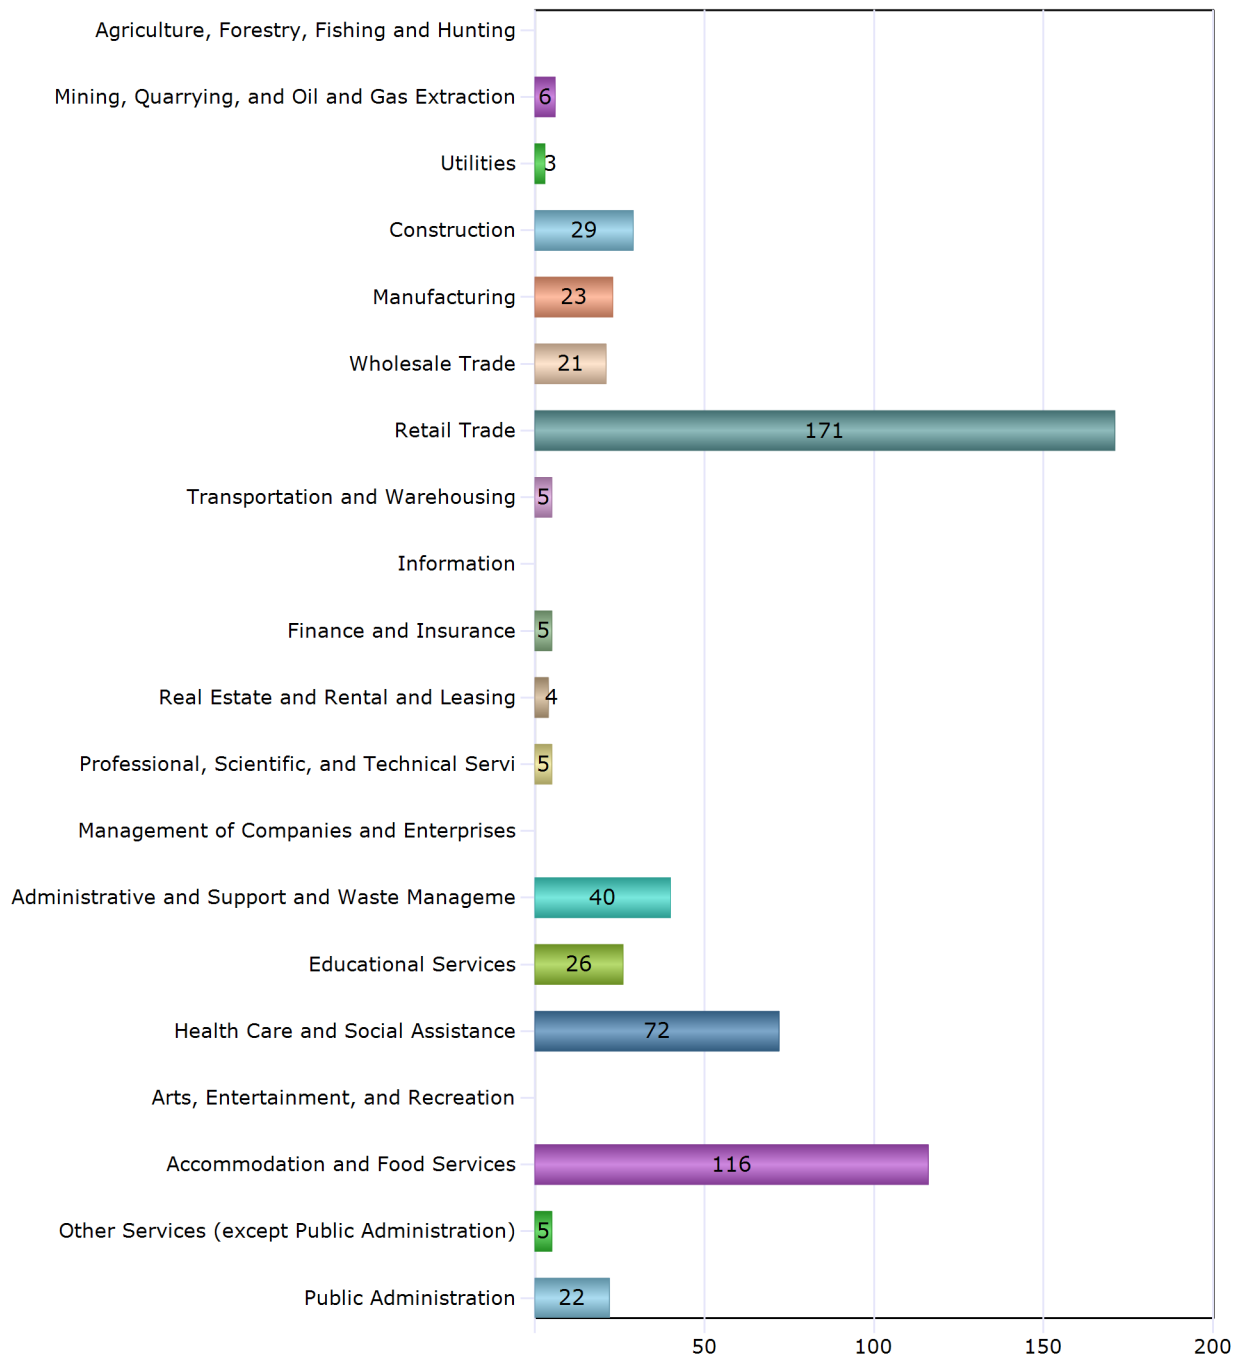 Agriculture, Forestry, Fishing and Hunting
Mining, Quarrying, and Oil and Gas Extraction 6
Utilities 3
Construction 29
Manufacturing 23
Wholesale Trade 21
Retail Trade 171
Transportation and Warehousing 5
Information
Finance and Insurance 5
Real Estate and Rental and Leasing 4
Professional, Scientific, and Technical Servi 5
Management of Companies and Enterprises
Administrative and Support and Waste Manageme 40
Educational Services 26
Health Care and Social Assistance 72
Arts, Entertainment, and Recreation
Accommodation and Food Services 116
Other Services (except Public Administration) 5
Public Administration 22
50 100 150 200